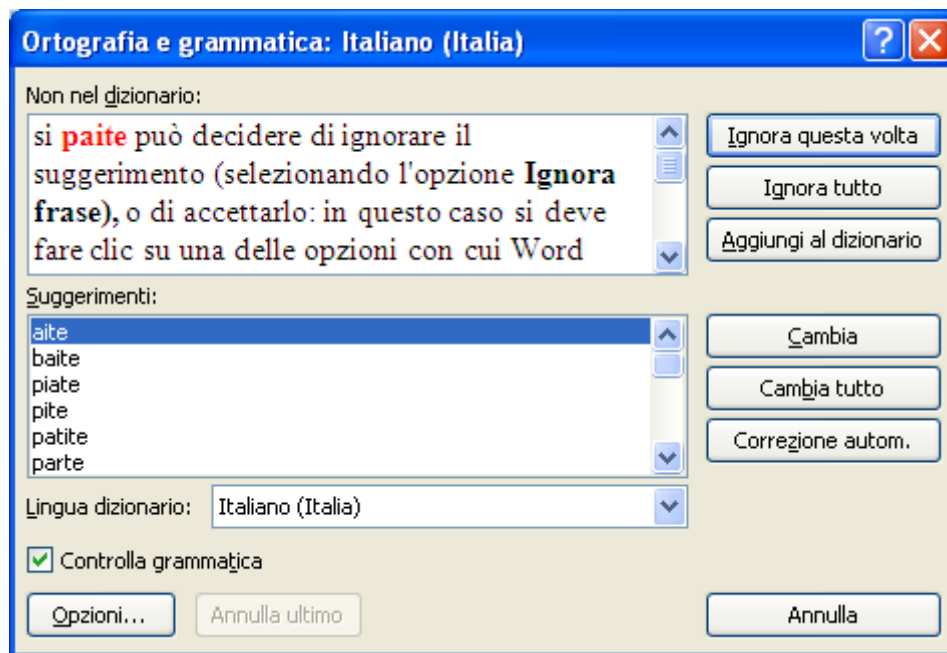 Ortografia e grammatica: Italiano (Italia)
Non nel dizionario:
si paite può decidere di ignorare il
suggerimento (selezionando l'opzione Ignora
frase), o di accettarlo: in questo caso si deve
fare clic su una delle opzioni con cui Word
Ignora questa volta
Ignora tutto
Aggiungi al dizionario
Suggerimenti:
aite
baite
piate
pite
patite
parte
Cambia
Cambia tutto
Correzione autom.
Lingua dizionario: Italiano (Italia)
Controlla grammatica
Opzioni... Annulla ultimo Annulla